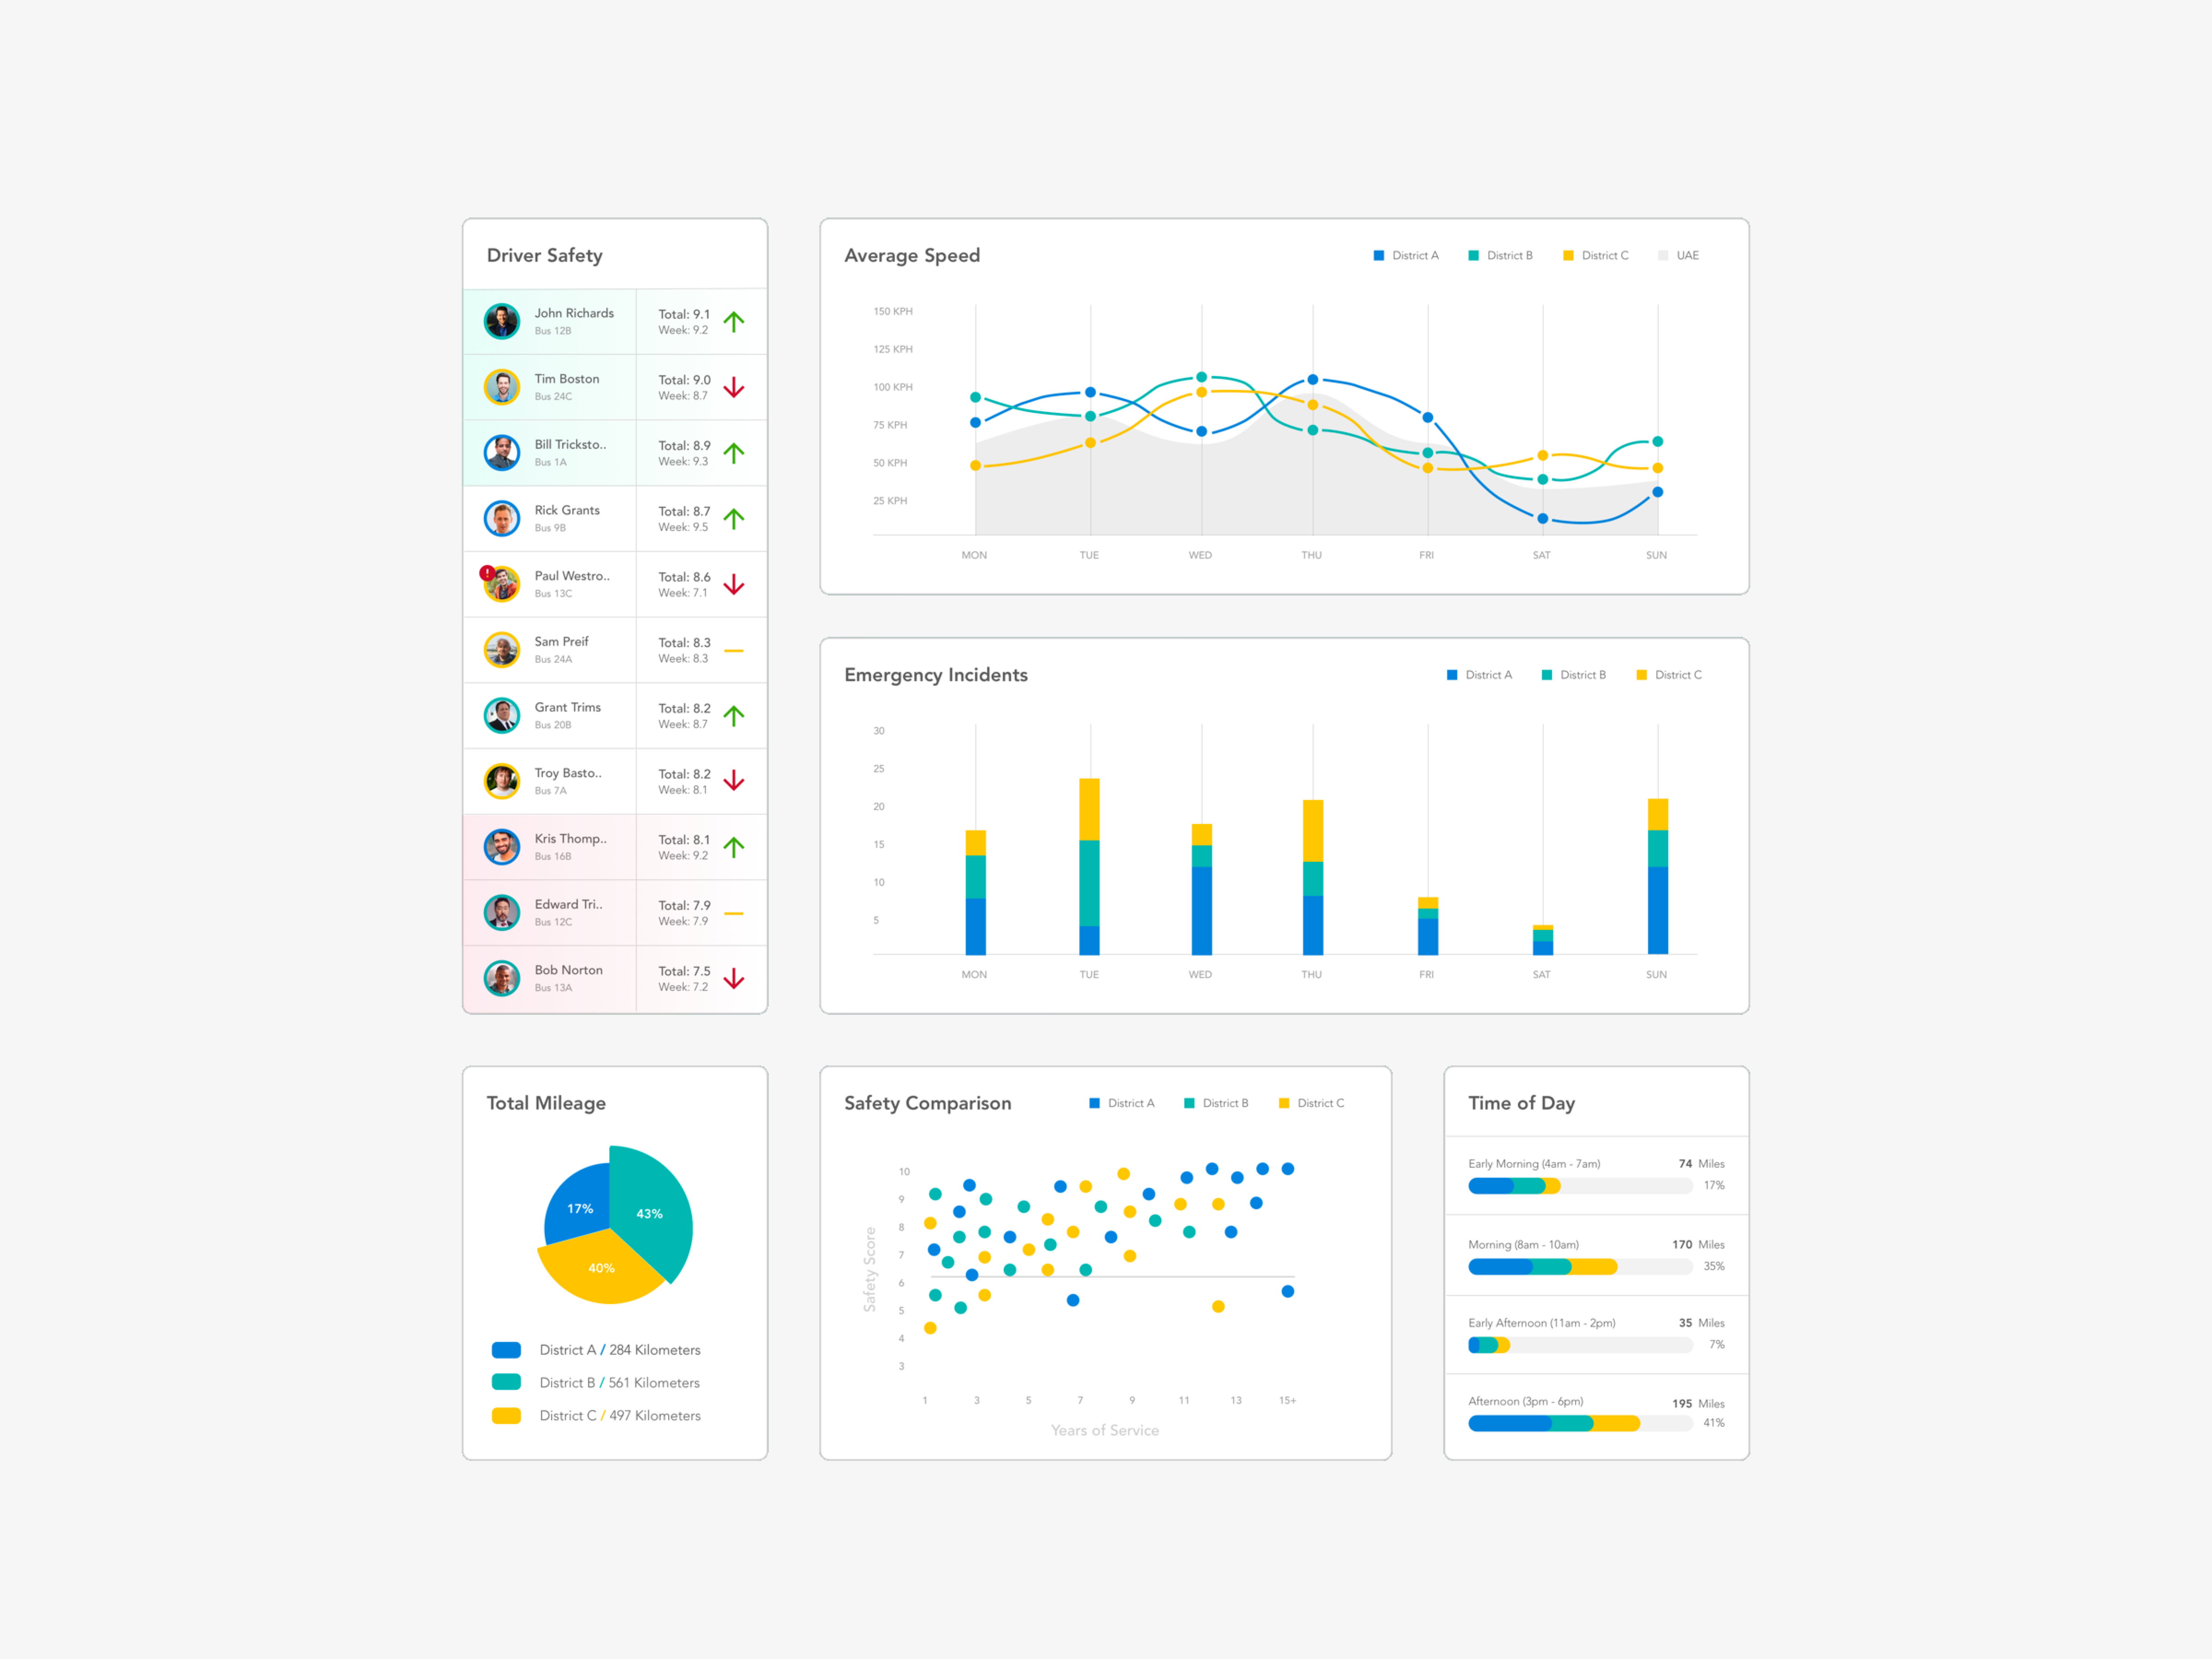 Driver Safety
John Richards
Bus 12B
Total: 9.1
Week: 9.2
Tim Boston
Bus 24C
Total: 9.0
Week: 8.7
Bill Tricksto..
Bus 1A
Total: 8.9
Week: 9.3
Rick Grants
Bus 9B
Total: 8.7
Week: 9.5
!
Paul Westro..
Bus 13C
Total: 8.6
Week: 7.1
Sam Preif
Bus 24A
Total: 8.3
Week: 8.3
Grant Trims
Bus 20B
Total: 8.2
Week: 8.7
Troy Basto..
Bus 7A
Total: 8.2
Week: 8.1
Kris Thomp..
Bus 16B
Total: 8.1
Week: 9.2
Edward Tri..
Bus 12C
Total: 7.9
Week: 7.9
Bob Norton
Bus 13A
Total: 7.5
Week: 7.2
Average Speed
District A District B District C UAE
150 KPH
125 KPH
100 KPH
75 KPH
50 KPH
25 KPH
MON TUE WED THU FRI SAT SUN
Emergency Incidents
District A District B District C
30
25
20
15
10
5
MON TUE WED THU FRI SAT SUN
Total Mileage
17%
43%
40%
District A / 284 Kilometers
District B / 561 Kilometers
District C / 497 Kilometers
Safety Comparison
District A District B District C
Safety Score
10
9
8
7
6
5
4
3
1 3 5 7 9 11 13 15+
Years of Service
Time of Day
Early Morning (4am - 7am) 74 Miles
17%
Morning (8am - 10am) 170 Miles
35%
Early Afternoon (11am - 2pm) 35 Miles
7%
Afternoon (3pm - 6pm) 195 Miles
41%